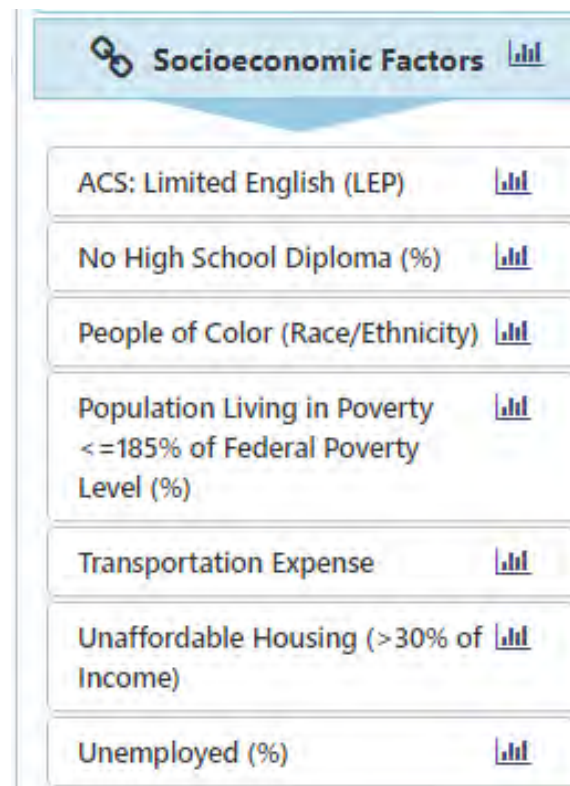 Socioeconomic Factors
ACS: Limited English (LEP)
No High School Diploma (%)
People of Color (Race/Ethnicity)
Population Living in Poverty
<=185% of Federal Poverty
Level (%)
Transportation Expense
Unaffordable Housing (>30% of
Income)
Unemployed (%)